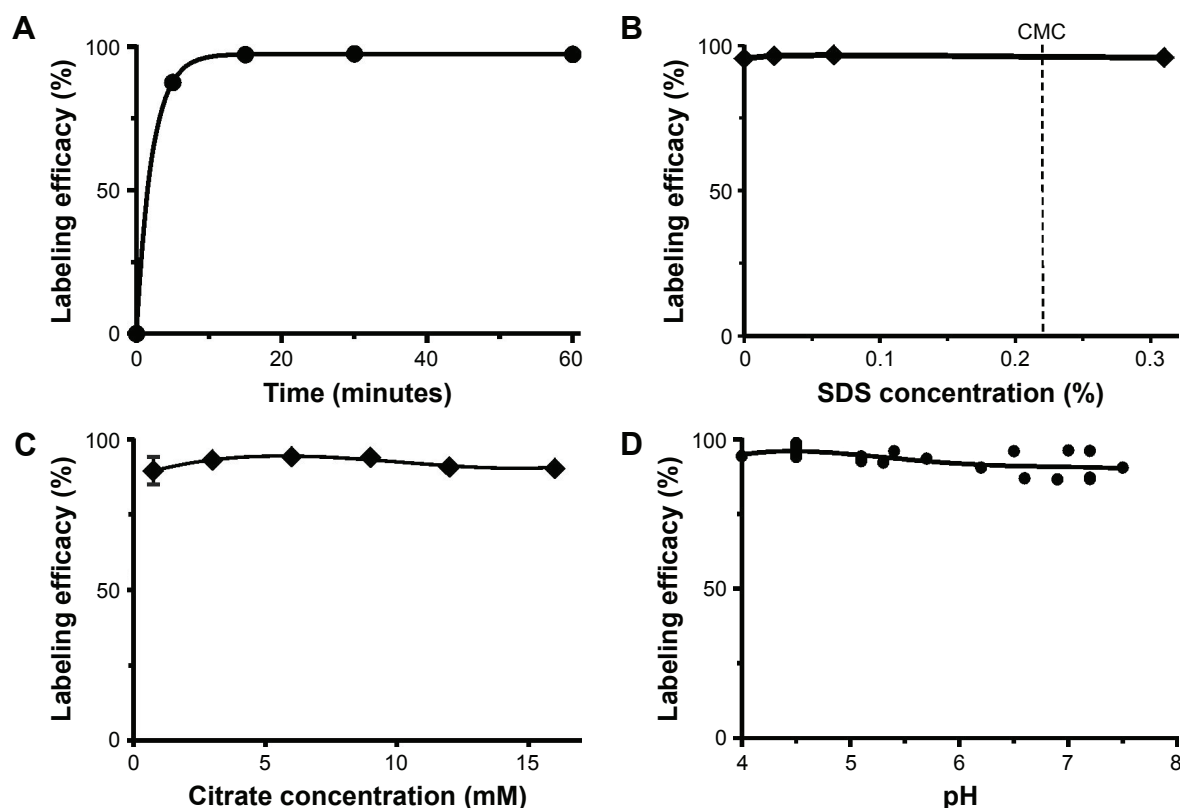 A
Labeling efficacy (%)
100
50
0
0 20 40 60
Time (minutes)
B
CMC
Labeling efficacy (%)
100
50
0
0 0.1 0.2 0.3
SDS concentration (%)
C
Labeling efficacy (%)
100
50
0
0 5 10 15
Citrate concentration (mM)
D
Labeling efficacy (%)
100
50
0
4 5 6 7 8
pH